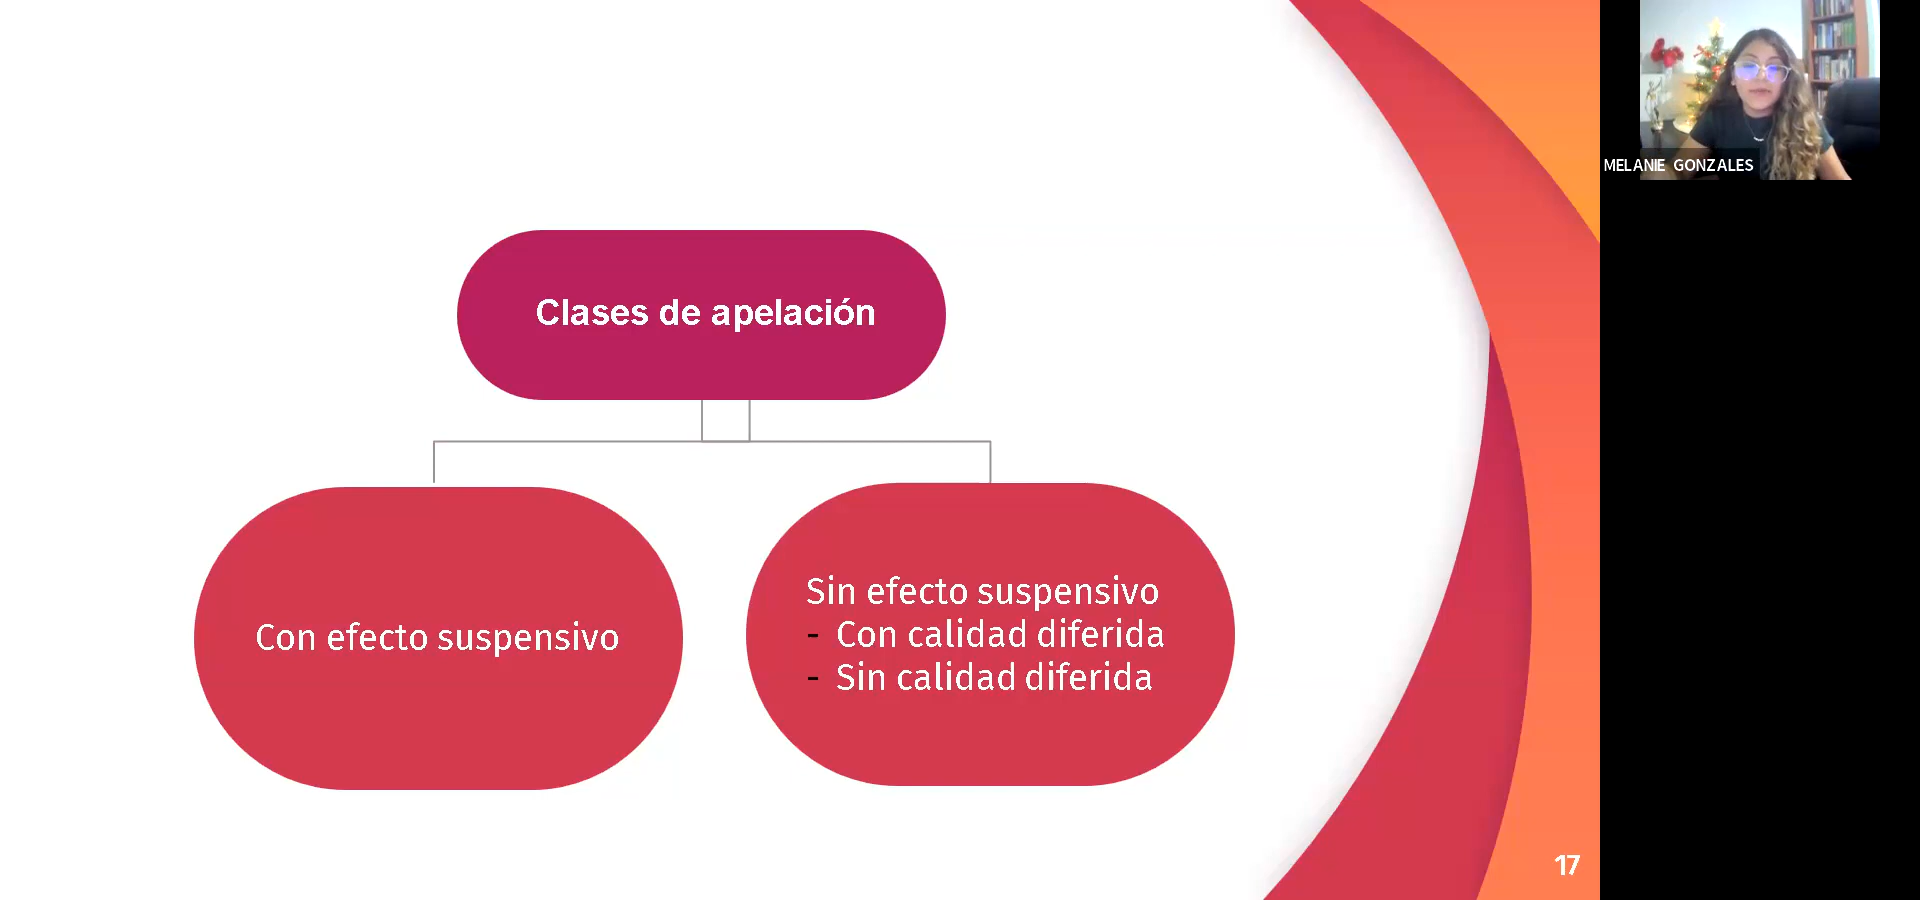 Clases de apelación
Con efecto suspensivo
Sin efecto suspensivo
- Con calidad diferida
- Sin calidad diferida
17
MELANIE GONZALES